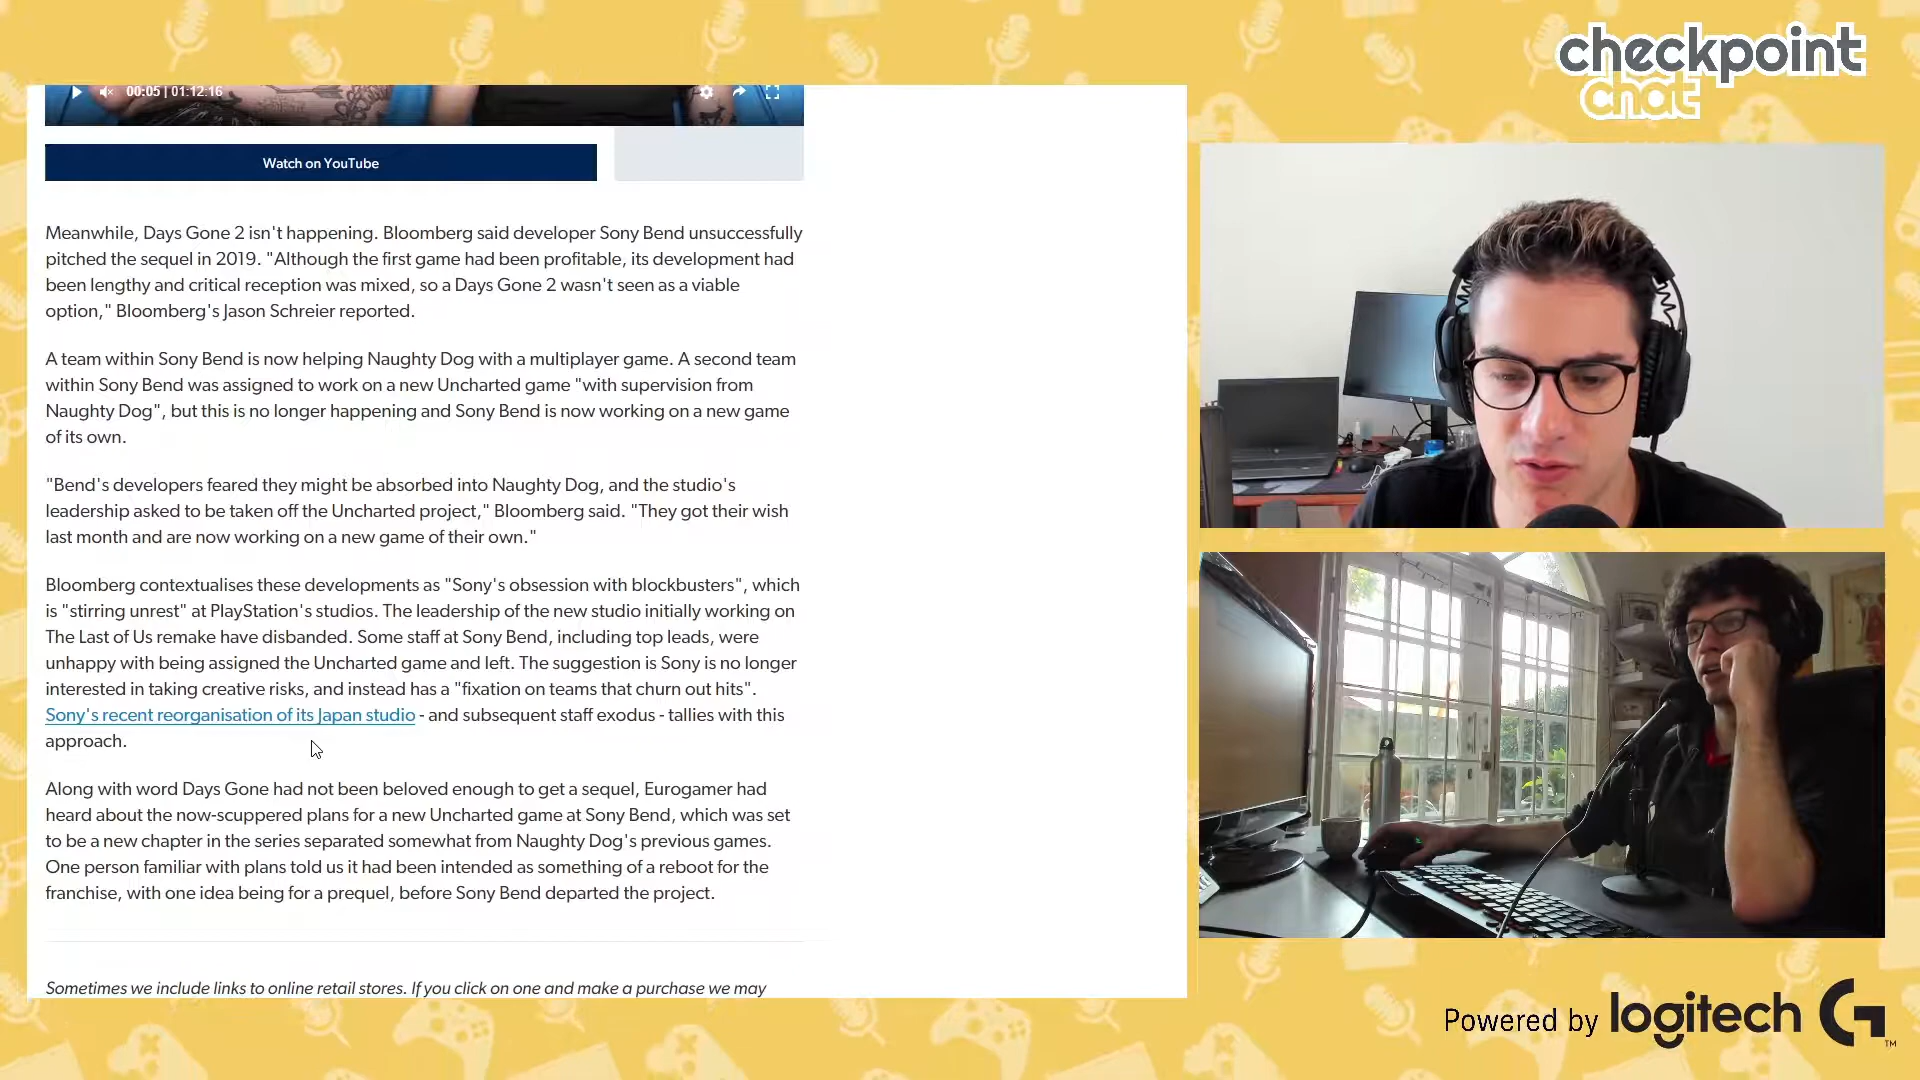 checkpoint
chat
00:05 | 01:12:16
Watch on YouTube
Meanwhile, Days Gone 2 isn't happening. Bloomberg said developer Sony Bend unsuccessfully
pitched the sequel in 2019. "Although the first game had been profitable, its development had
been lengthy and critical reception was mixed, so a Days Gone 2 wasn't seen as a viable
option," Bloomberg's Jason Schreier reported.
A team within Sony Bend is now helping Naughty Dog with a multiplayer game. A second team
within Sony Bend was assigned to work on a new Uncharted game "with supervision from
Naughty Dog", but this is no longer happening and Sony Bend is now working on a new game
of its own.
"Bend's developers feared they might be absorbed into Naughty Dog, and the studio's
leadership asked to be taken off the Uncharted project," Bloomberg said. "They got their wish
last month and are now working on a new game of their own."
Bloomberg contextualises these developments as "Sony's obsession with blockbusters", which
is "stirring unrest" at PlayStation's studios. The leadership of the new studio initially working on
The Last of Us remake have disbanded. Some staff at Sony Bend, including top leads, were
unhappy with being assigned the Uncharted game and left. The suggestion is Sony is no longer
interested in taking creative risks, and instead has a "fixation on teams that churn out hits".
Sony's recent reorganisation of its Japan studio - and subsequent staff exodus - tallies with this
approach.
Along with word Days Gone had not been beloved enough to get a sequel, Eurogamer had
heard about the now-scuppered plans for a new Uncharted game at Sony Bend, which was set
to be a new chapter in the series separated somewhat from Naughty Dog's previous games.
One person familiar with plans told us it had been intended as something of a reboot for the
franchise, with one idea being for a prequel, before Sony Bend departed the project.
Sometimes we include links to online retail stores. If you click on one and make a purchase we may
Powered by logitech G TM